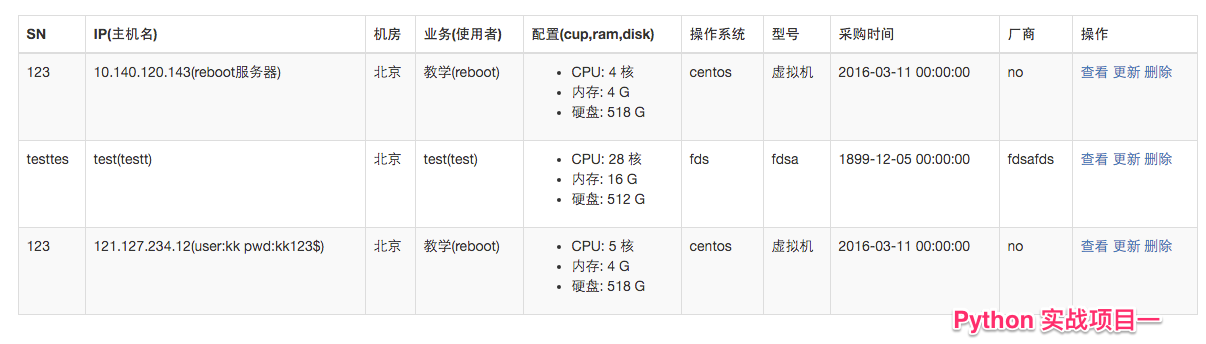 SN IP(主机名) 机房 业务(使用者) 配置(cup,ram,disk) 操作系统 型号 采购时间 厂商 操作
123 10.140.120.143(reboot服务器) 北京 教学(reboot) • CPU: 4 核 centos 虚拟机 2016-03-11 00:00:00 no 查看 更新 删除
• 内存: 4 G
• 硬盘: 518 G
testtes test(testt) 北京 test(test) • CPU: 28 核 fds fdsa 1899-12-05 00:00:00 fdsafds 查看 更新 删除
• 内存: 16 G
• 硬盘: 512 G
123 121.127.234.12(user:kk pwd:kk123$) 北京 教学(reboot) • CPU: 5 核 centos 虚拟机 2016-03-11 00:00:00 no 查看 更新 删除
• 内存: 4 G
• 硬盘: 518 G
Python 实战项目一